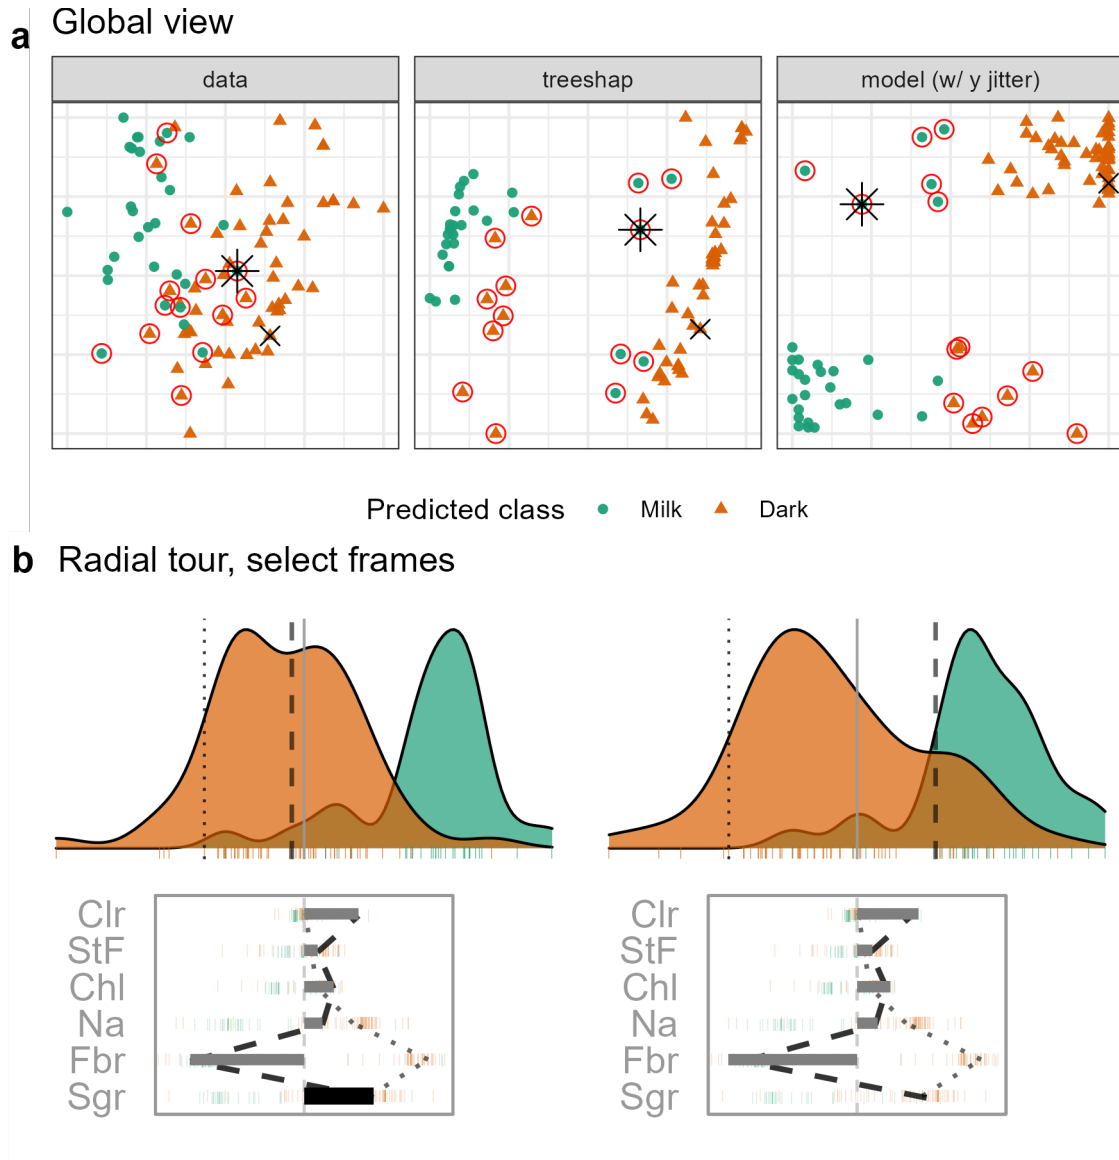 a Global view
data treeshap model (w/ y jitter)
Predicted class Milk Dark
b Radial tour, select frames
Clr Clr
StF StF
Chl Chl
Na Na
Fbr Fbr
Sgr Sgr